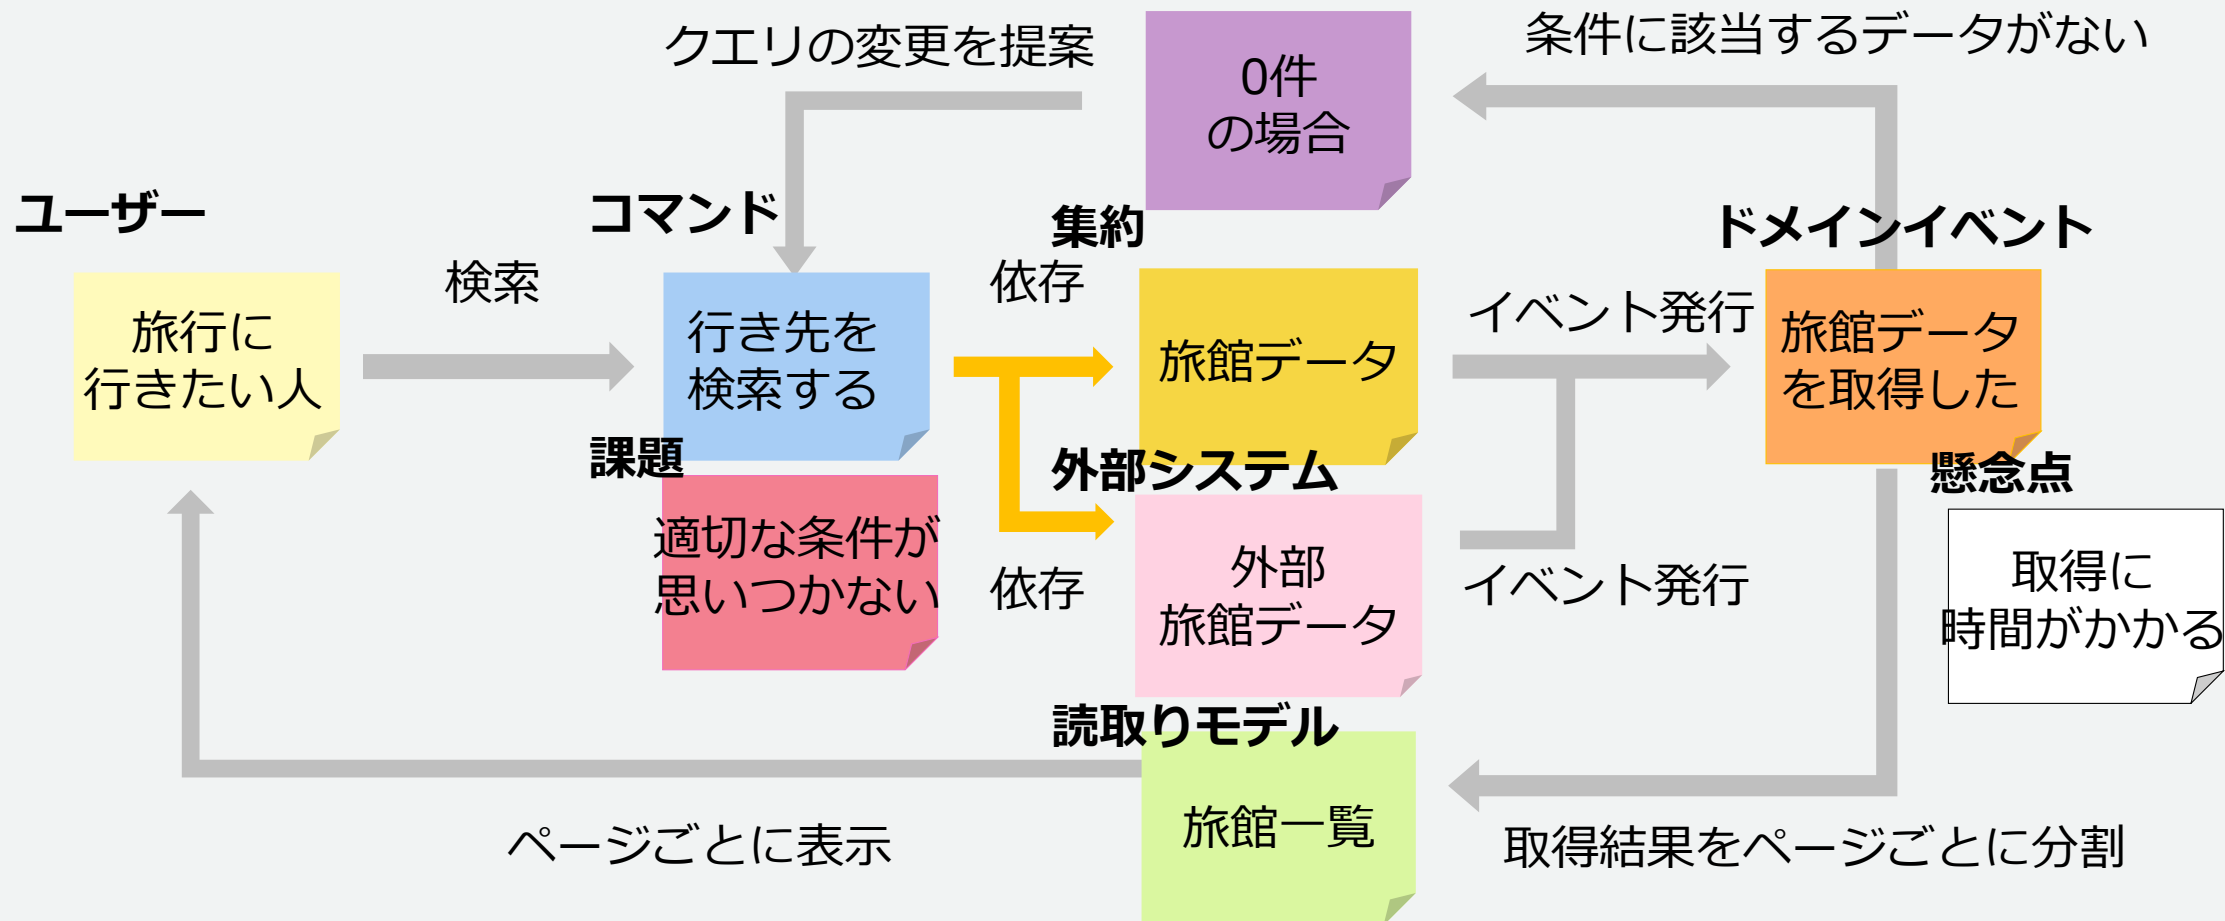 クエリの変更を提案
0件
の場合
条件に該当するデータがない
ユーザー
コマンド
集約
ドメインイベント
旅行に
行きたい人
検索
行き先を
検索する
依存
旅館データ
イベント発行
旅館データ
を取得した
課題
適切な条件が
思いつかない
依存
外部システム
外部
旅館データ
イベント発行
懸念点
取得に
時間がかかる
読取りモデル
旅館一覧
ページごとに表示
取得結果をページごとに分割